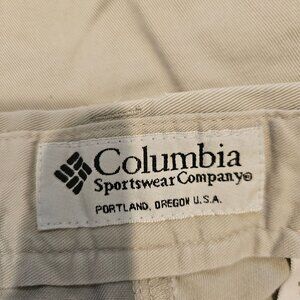 Columbia
Sportswear Company®
PORTLAND, OREGON U.S.A.